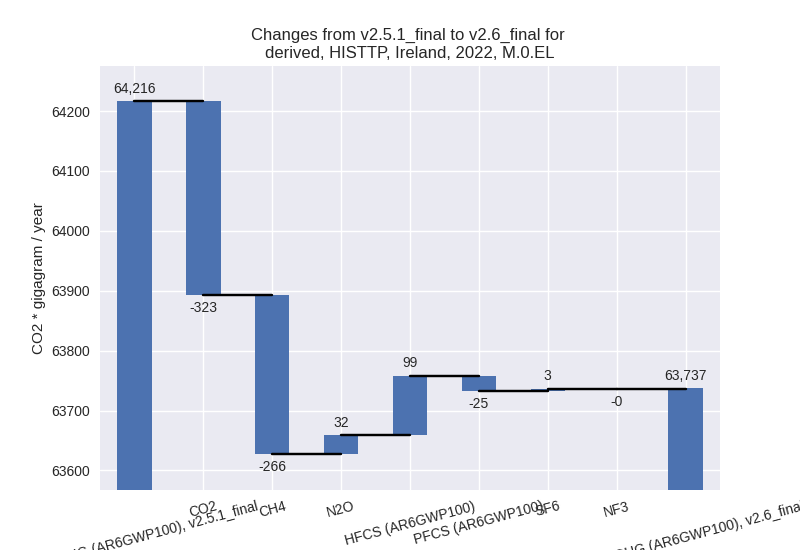 Changes from v2.5.1_final to v2.6_final for
derived, HISTTP, Ireland, 2022, M.0.EL
CO2 * gigagram / year
64200
64100
64000
63900
63800
63700
63600
64,216
-323
-266
32
99
-25
3
-0
63,737
(AR6GWP100), v2.5.1_final
CO2
CH4
N2O
HFCS (AR6GWP100)
PFCS (AR6GWP100)
SF6
NF3
(AR6GWP100), v2.6_final